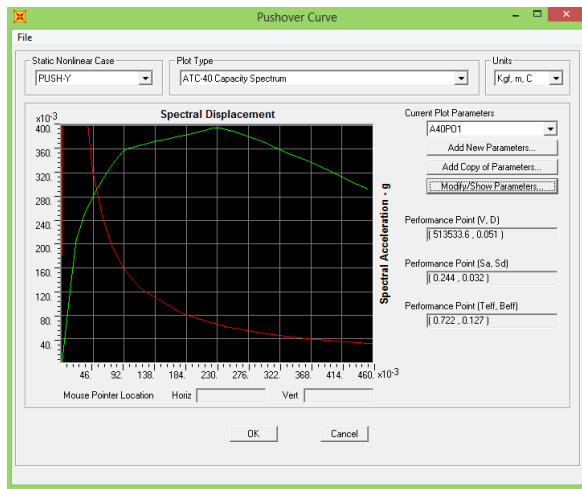 Pushover Curve
File
Static Nonlinear Case
PUSH-Y
Plot Type
ATC-40 Capacity Spectrum
Units
Kgf, m, C
Spectral Displacement
x10-3
400.
360.
320.
280.
240.
200.
160.
120.
80.
40.
46. 92. 138. 184. 230. 276. 322. 368. 414. 460. x10-3
Spectral Acceleration - g
Mouse Pointer Location Horiz Vert
Current Plot Parameters
A40PO1
Add New Parameters...
Add Copy of Parameters...
Modify/Show Parameters...
Performance Point (V, D)
( 513533.6 , 0.051 )
Performance Point (Sa, Sd)
( 0.244 , 0.032 )
Performance Point (Teff, Beff)
( 0.722 , 0.127 )
OK
Cancel